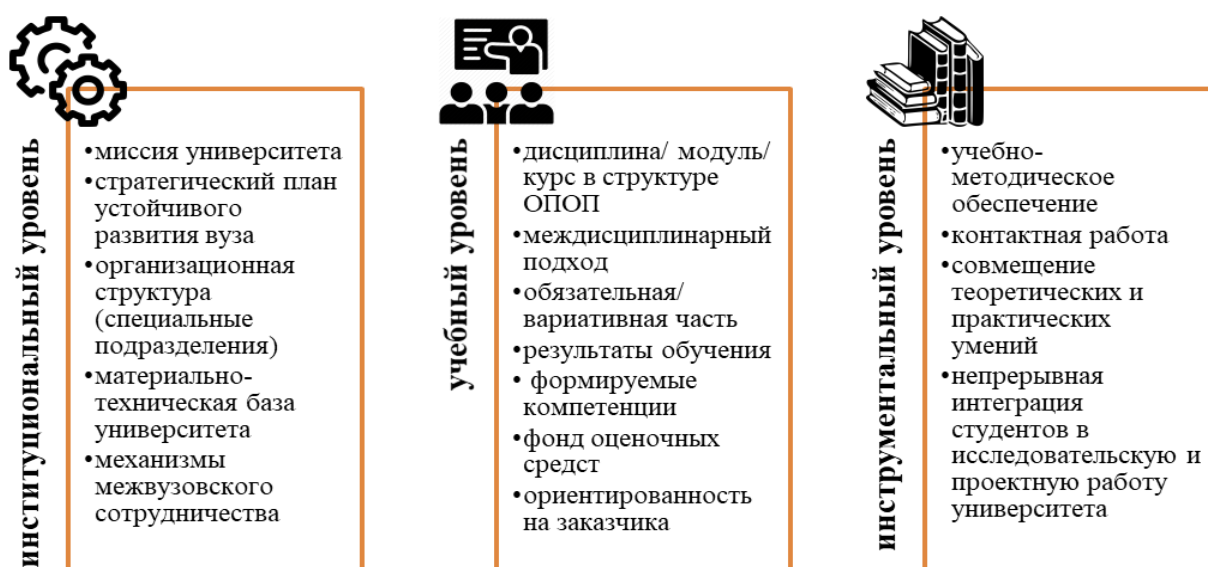 институциональный уровень
•миссия университета
•стратегический план
устойчивого
развития вуза
•организационная
структура
(специальные
подразделения)
•материально-
техническая база
университета
•механизмы
межвузовского
сотрудничества
учебный уровень
•дисциплина/ модуль/
курс в структуре
ОПОП
•междисциплинарный
подход
•обязательная/
вариативная часть
•результаты обучения
• формируемые
компетенции
•фонд оценочных
средст
•ориентированность
на заказчика
инструментальный уровень
•учебно-
методическое
обеспечение
•контактная работа
•совмещение
теоретических и
практических
умений
•непрерывная
интеграция
студентов в
исследовательскую и
проектную работу
университета